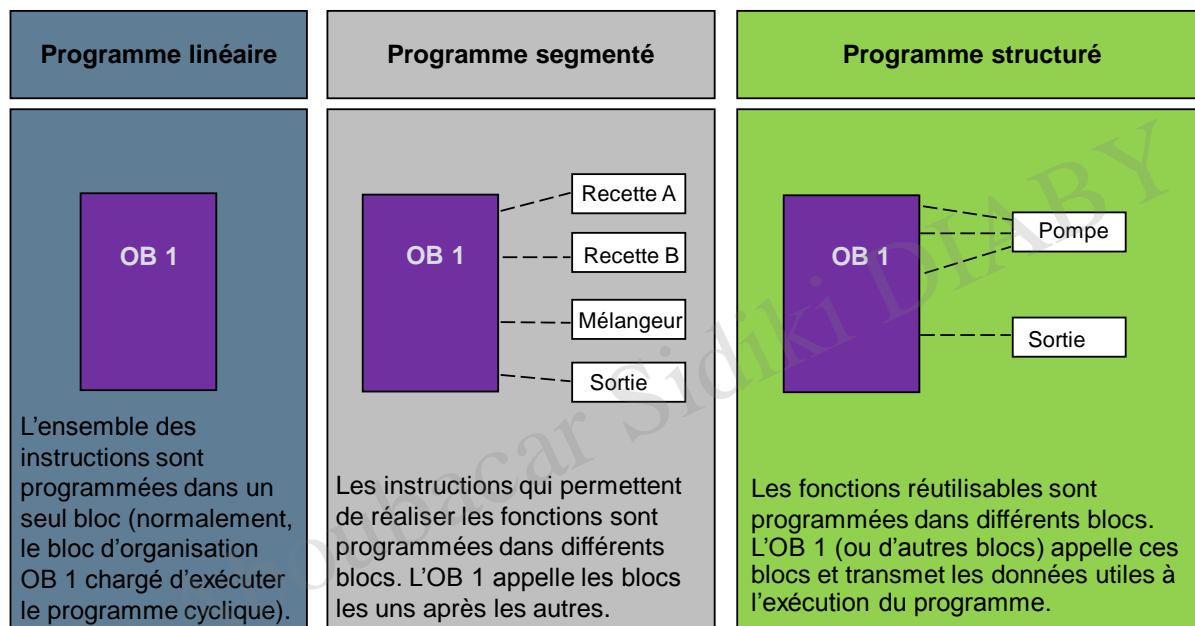 Programme linéaire
Programme segmenté
Programme structuré
OB 1
L'ensemble des
instructions sont
programmées dans un
seul bloc (normalement,
le bloc d'organisation
OB 1 chargé d'exécuter
le programme cyclique).
OB 1
Recette A
Recette B
Mélangeur
Sortie
Les instructions qui permettent
de réaliser les fonctions sont
programmées dans différents
blocs. L'OB 1 appelle les blocs
les uns après les autres.
OB 1
Pompe
Sortie
Les fonctions réutilisables sont
programmées dans différents blocs.
L'OB 1 (ou d'autres blocs) appelle ces
blocs et transmet les données utiles à
l'exécution du programme.
Sidiki DIABY